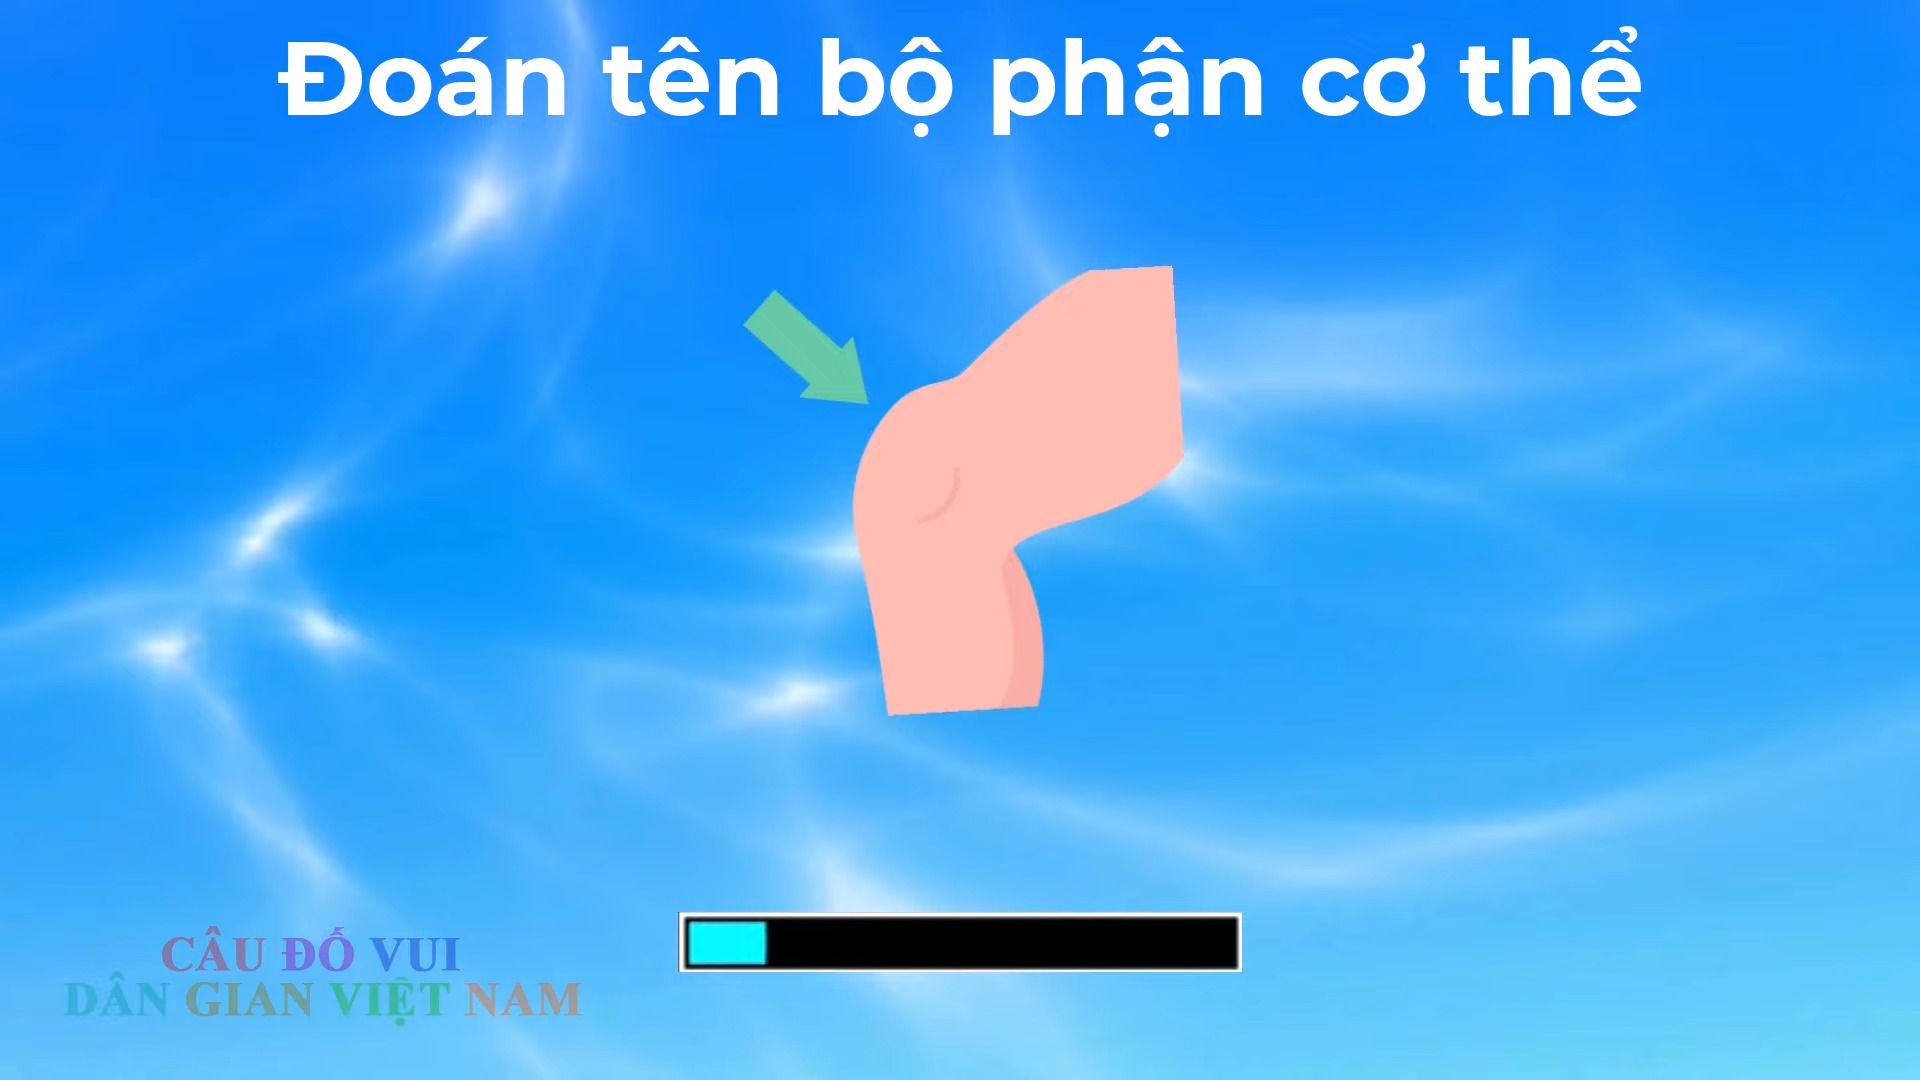 Đoán tên bộ phận cơ thể
CÂU ĐỐ VUI
DÂN GIAN VIỆT NAM